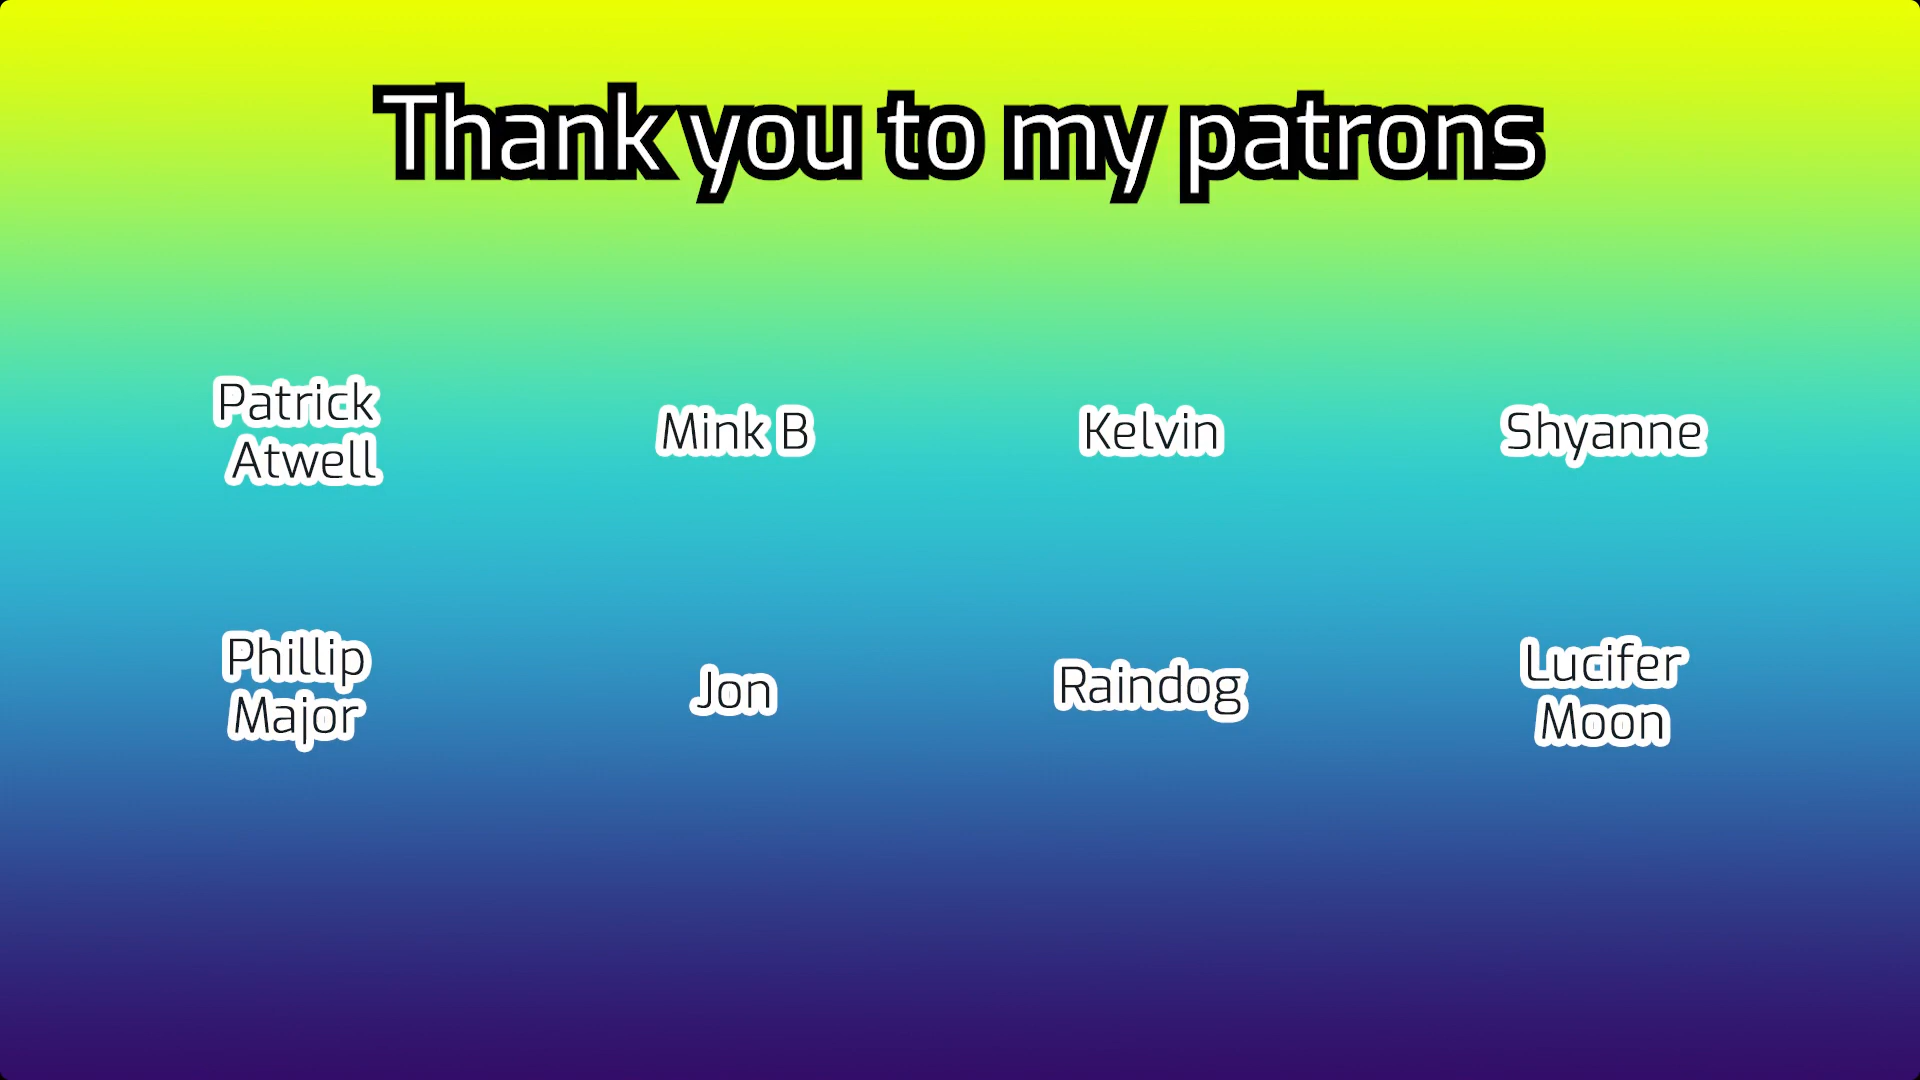 Thank you to my patrons
Patrick
Atwell
Mink B
Kelvin
Shyanne
Phillip
Major
Jon
Raindog
Lucifer
Moon